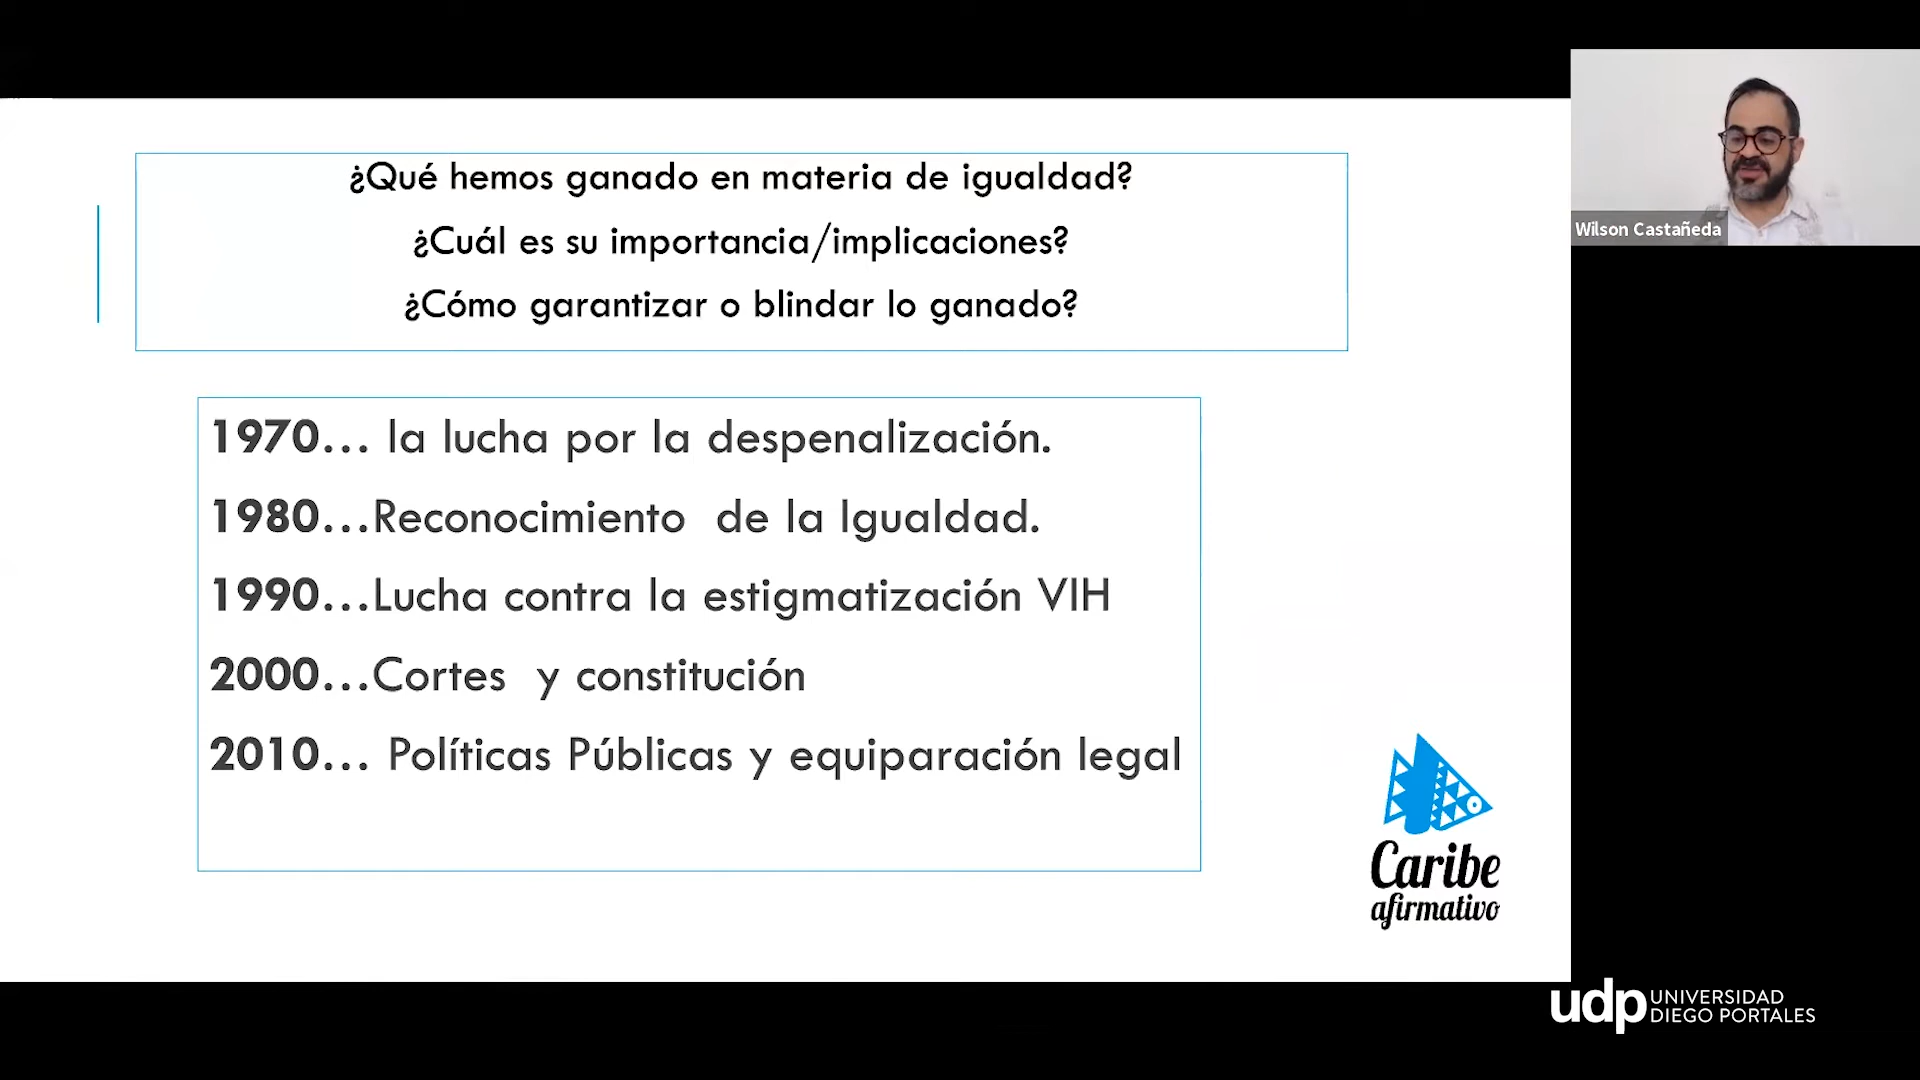 ¿Qué hemos ganado en materia de igualdad?
¿Cuál es su importancia/implicaciones?
¿Cómo garantizar o blindar lo ganado?
1970... la lucha por la despenalización.
1980...Reconocimiento de la Igualdad.
1990...Lucha contra la estigmatización VIH
2000...Cortes y constitución
2010... Políticas Públicas y equiparación legal
Caribe
afirmativo
Wilson Castañeda
udp UNIVERSIDAD
DIEGO PORTALES